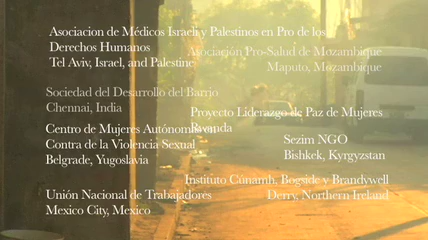 Asociacion de Médicos Israeli y Palestinos en Pro de los
Derechos Humanos
Tel Aviv, Israel, and Palestine
Asociación Pro-Salud de Mozambique
Maputo, Mozambique
Sociedad del Desarrollo del Barrio
Chennai, India
Proyecto Liderazgo de Paz de Mujeres
Centro de Mujeres Autónomas en
Contra de la Violencia Sexual
Belgrade, Yugoslavia
Sezim NGO
Bishkek, Kyrgyzstan
Instituto Cúnamh, Bogside y Brandywell
Derry, Northern Ireland
Unión Nacional de Trabajadores
Mexico City, Mexico